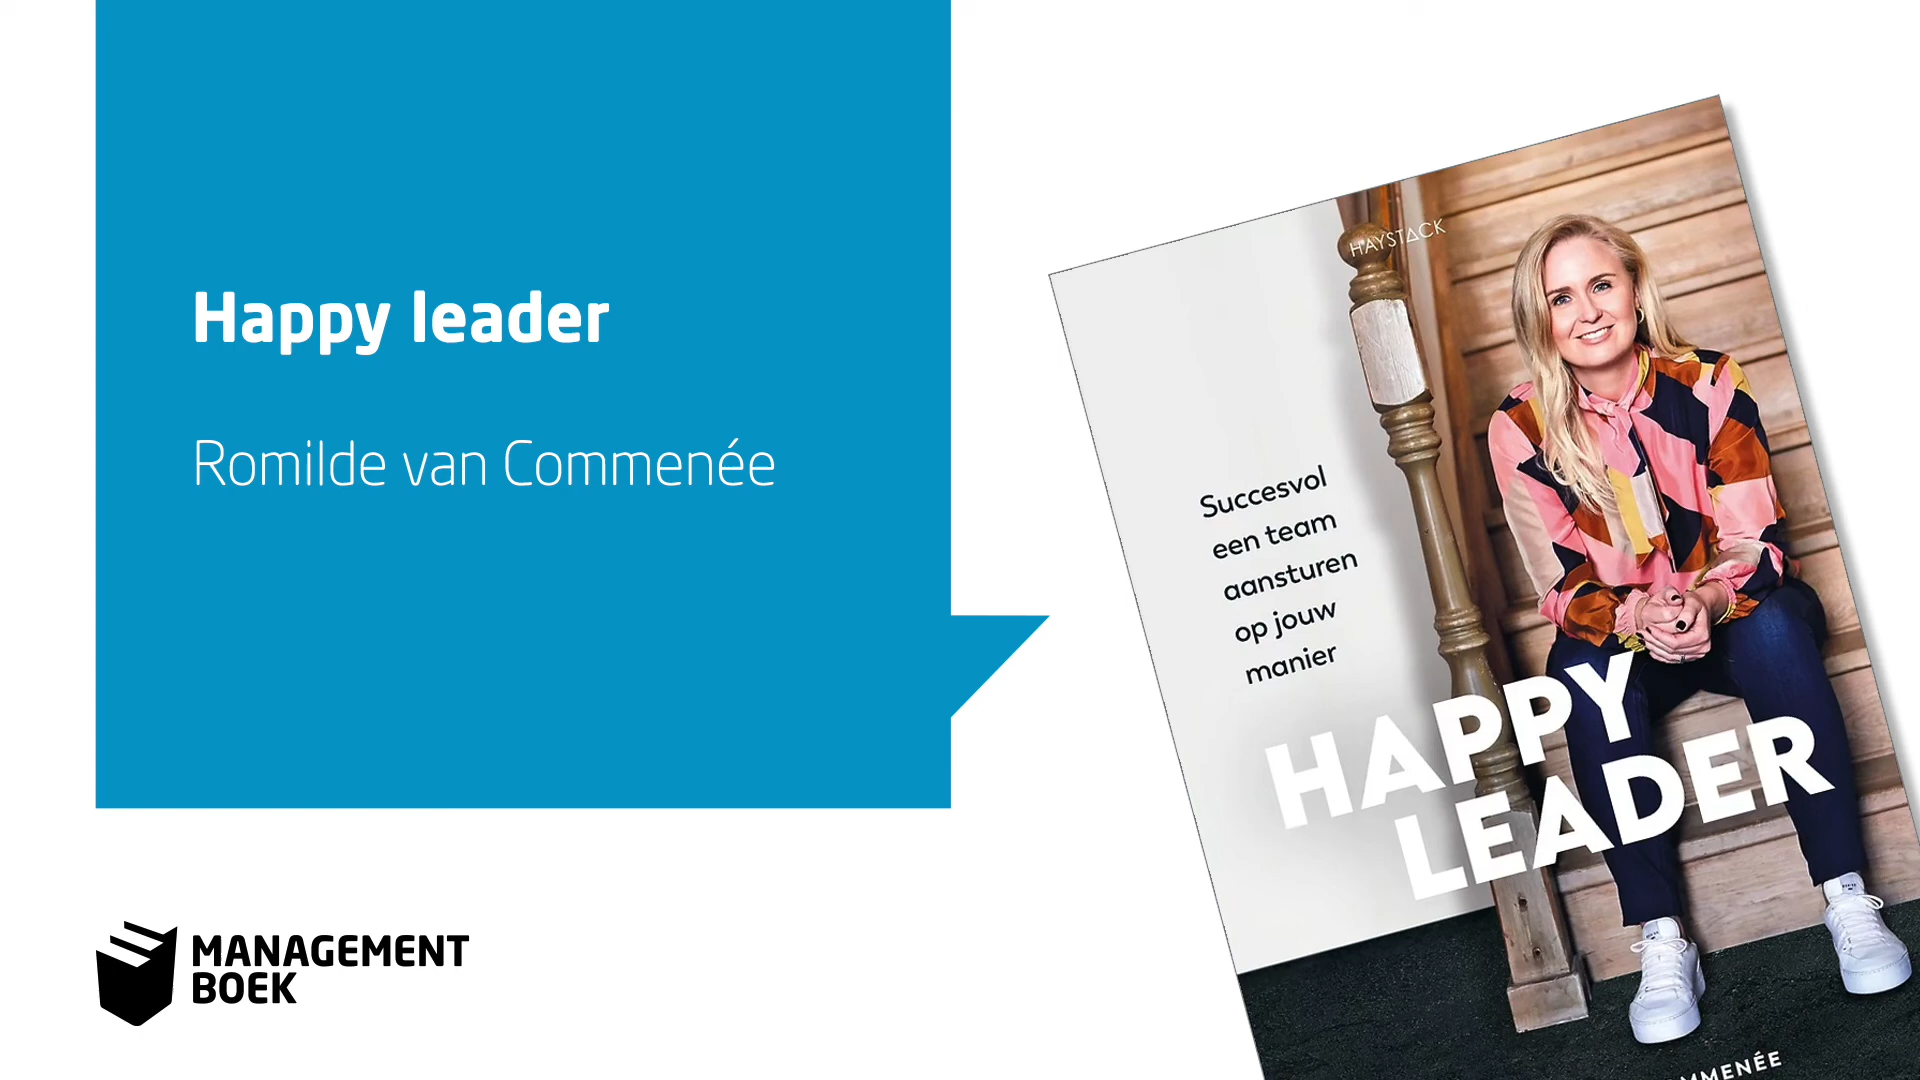 Happy leader
Romilde van Commenée
MANAGEMENT
BOEK
HAYSTACK
Succesvol
een team
aansturen
op jouw
manier
HAPPY
LEADER